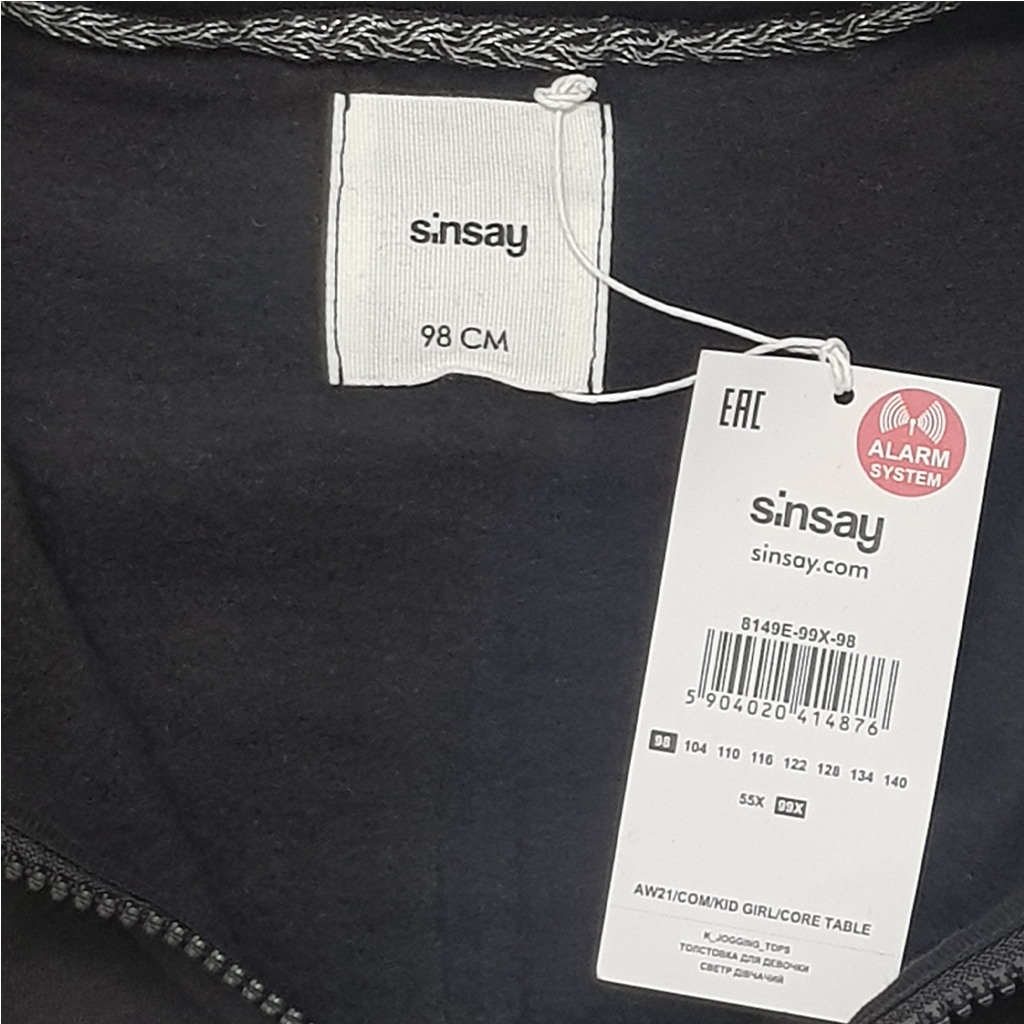 sinsay
98 CM
EAC
ALARM
SYSTEM
sinsay
sinsay.com
8149E-99X-98
5 904020 414876
98 104 110 116 122 128 134 140
55X 99X
AW21/COM/KID GIRL/CORE TABLE
K_JOGGING_TOPS
ТОЛСТОВКА ДЛЯ ДЕВОЧКИ
СВЕТР ДІВЧАЧИЙ